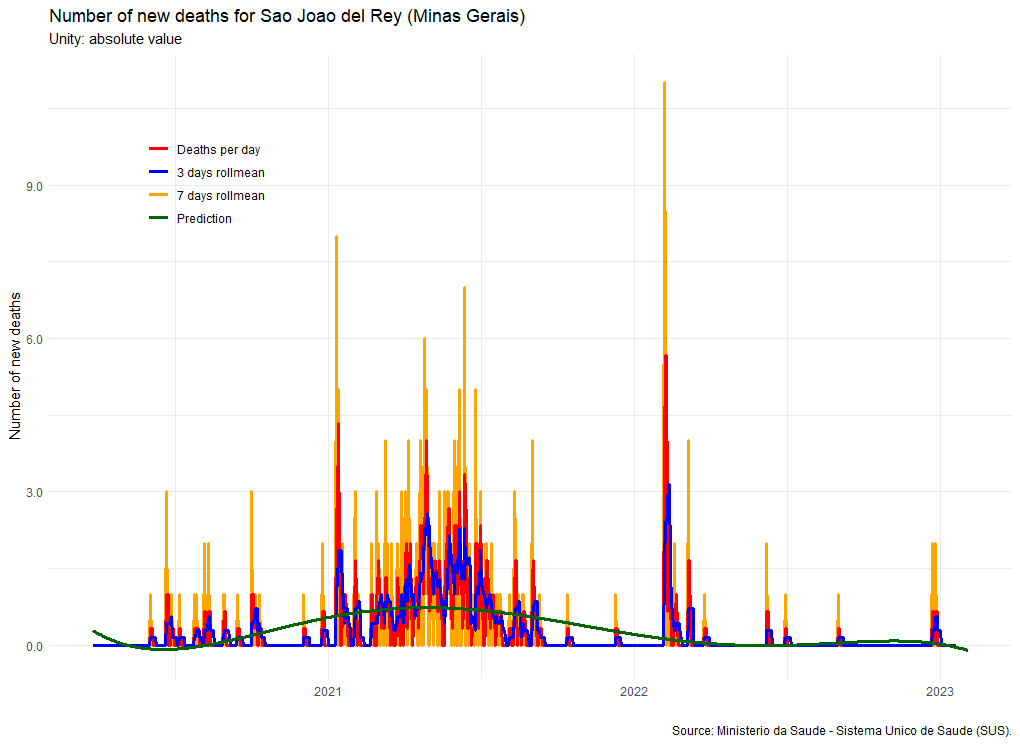 Number of new deaths for Sao Joao del Rey (Minas Gerais)
Unity: absolute value
Deaths per day
3 days rollmean
7 days rollmean
Prediction
Number of new deaths
9.0
6.0
3.0
0.0
2021
2022
2023
Source: Ministerio da Saude - Sistema Unico de Saude (SUS).